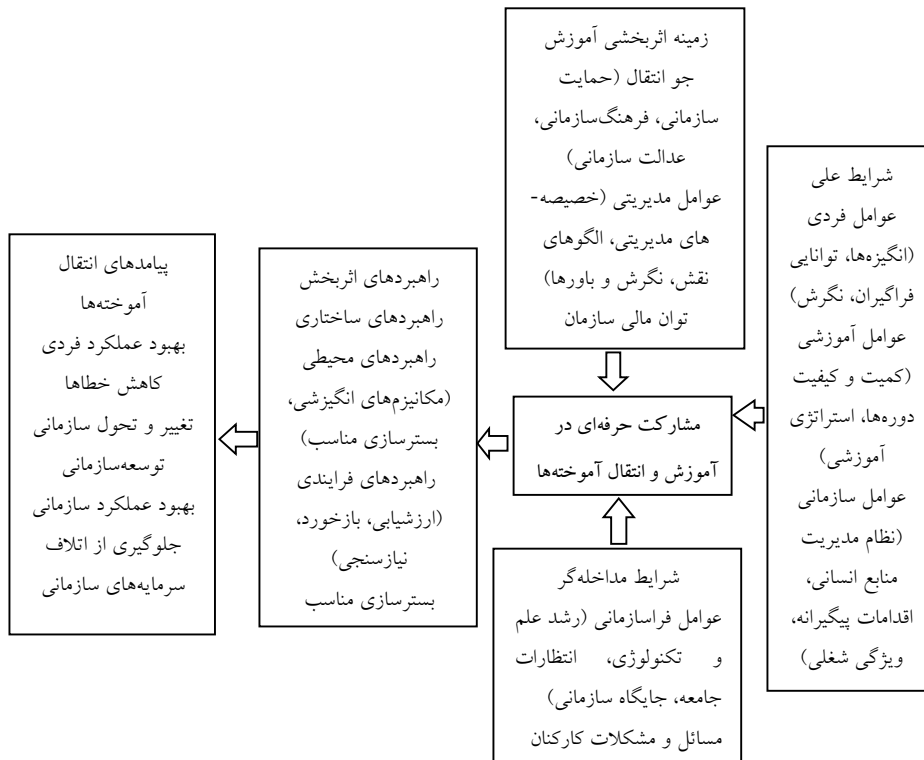 زمینه اثربخشی آموزش
جو انتقال (حمایت
سازمانی، فرهنگ‌سازمانی،
عدالت سازمانی)
عوامل مدیریتی (خصیصه-
های مدیریتی، الگوهای
نقش، نگرش و باورها)
توان مالی سازمان
شرایط علی
عوامل فردی
(انگیزه‌ها، توانایی
فراگیران، نگرش)
عوامل آموزشی
(کمیت و کیفیت
دوره‌ها، استراتژی
آموزشی)
عوامل سازمانی
(نظام مدیریت
منابع انسانی،
اقدامات پیگیرانه،
ویژگی شغلی)
مشارکت حرفه‌ای در
آموزش و انتقال آموخته‌ها
شرایط مداخله‌گر
عوامل فراسازمانی (رشد علم
و تکنولوژی، انتظارات
جامعه، جایگاه سازمانی)
مسائل و مشکلات کارکنان
راهبردهای اثربخش
راهبردهای ساختاری
راهبردهای محیطی
(مکانیزم‌های انگیزشی،
بسترسازی مناسب)
راهبردهای فرایندی
(ارزشیابی، بازخورد،
نیازسنجی)
بسترسازی مناسب
پیامدهای انتقال
آموخته‌ها
بهبود عملکرد فردی
کاهش خطاها
تغییر و تحول سازمانی
توسعه‌سازمانی
بهبود عملکرد سازمانی
جلوگیری از اتلاف
سرمایه‌های سازمانی